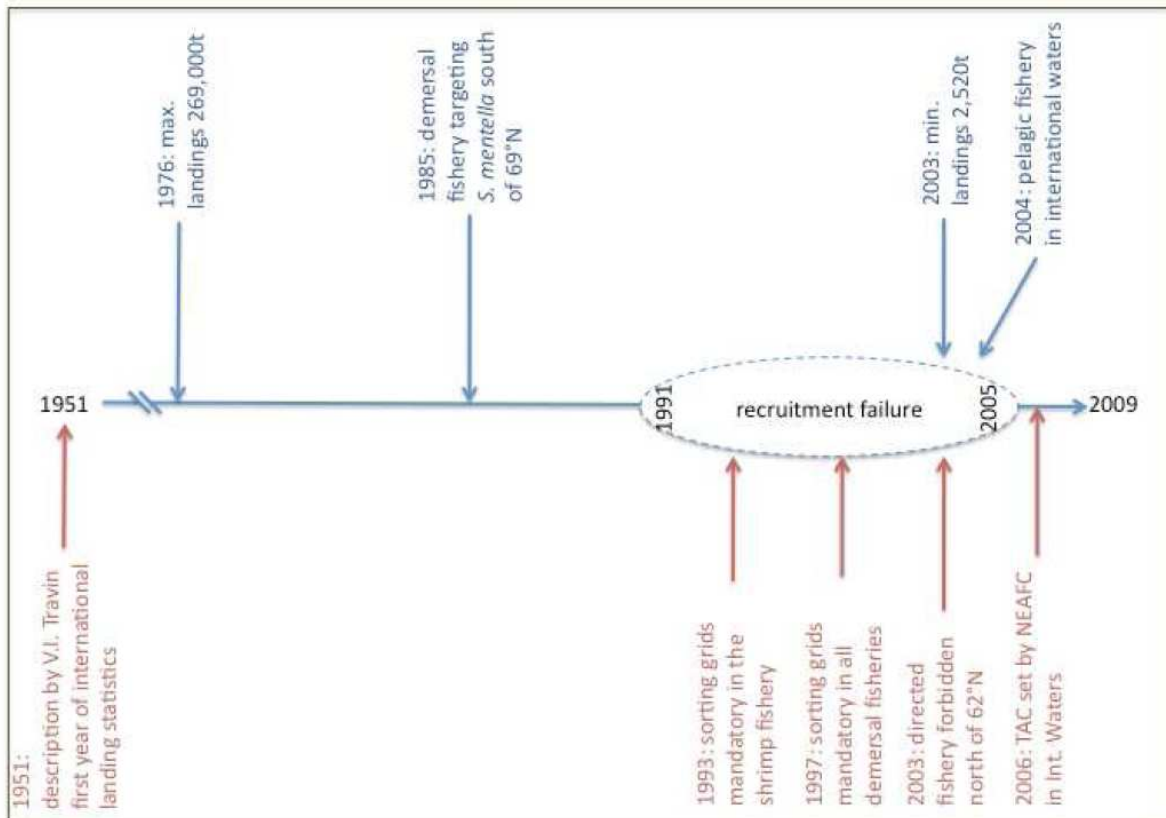 1951:
description by V.I. Travin
first year of international
landing statistics
1951
1976: max.
landings 269,000t
1985: demersal
fishery targeting
S. mentella south
of 69°N
1991
recruitment failure
2005
2009
1993: sorting grids
mandatory in the
shrimp fishery
1997: sorting grids
mandatory in all
demersal fisheries
2003: directed
fishery forbidden
north of 62°N
2006: TAC set by NEAFC
in Int. Waters
2003: min.
landings 2,520t
2004: pelagic fishery
in international waters